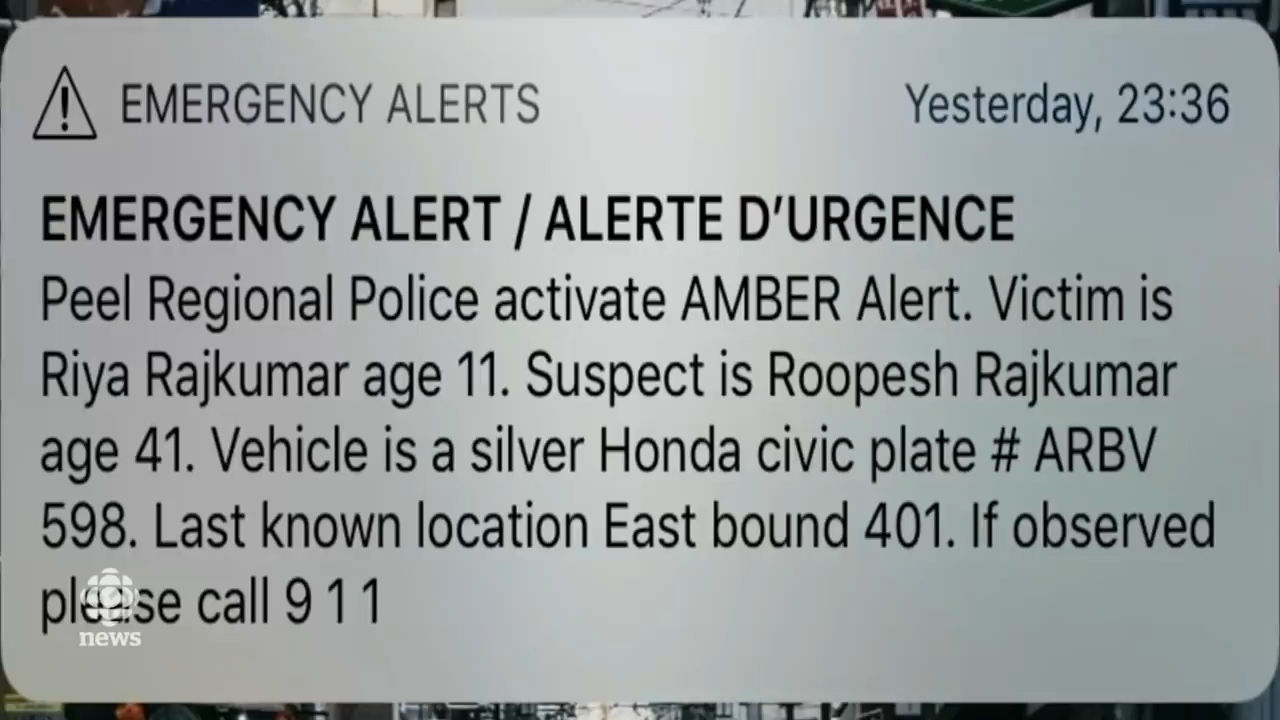 EMERGENCY ALERTS
Yesterday, 23:36
EMERGENCY ALERT / ALERTE D'URGENCE
Peel Regional Police activate AMBER Alert. Victim is
Riya Rajkumar age 11. Suspect is Roopesh Rajkumar
age 41. Vehicle is a silver Honda civic plate # ARBV
598. Last known location East bound 401. If observed
please call 9 1 1
news